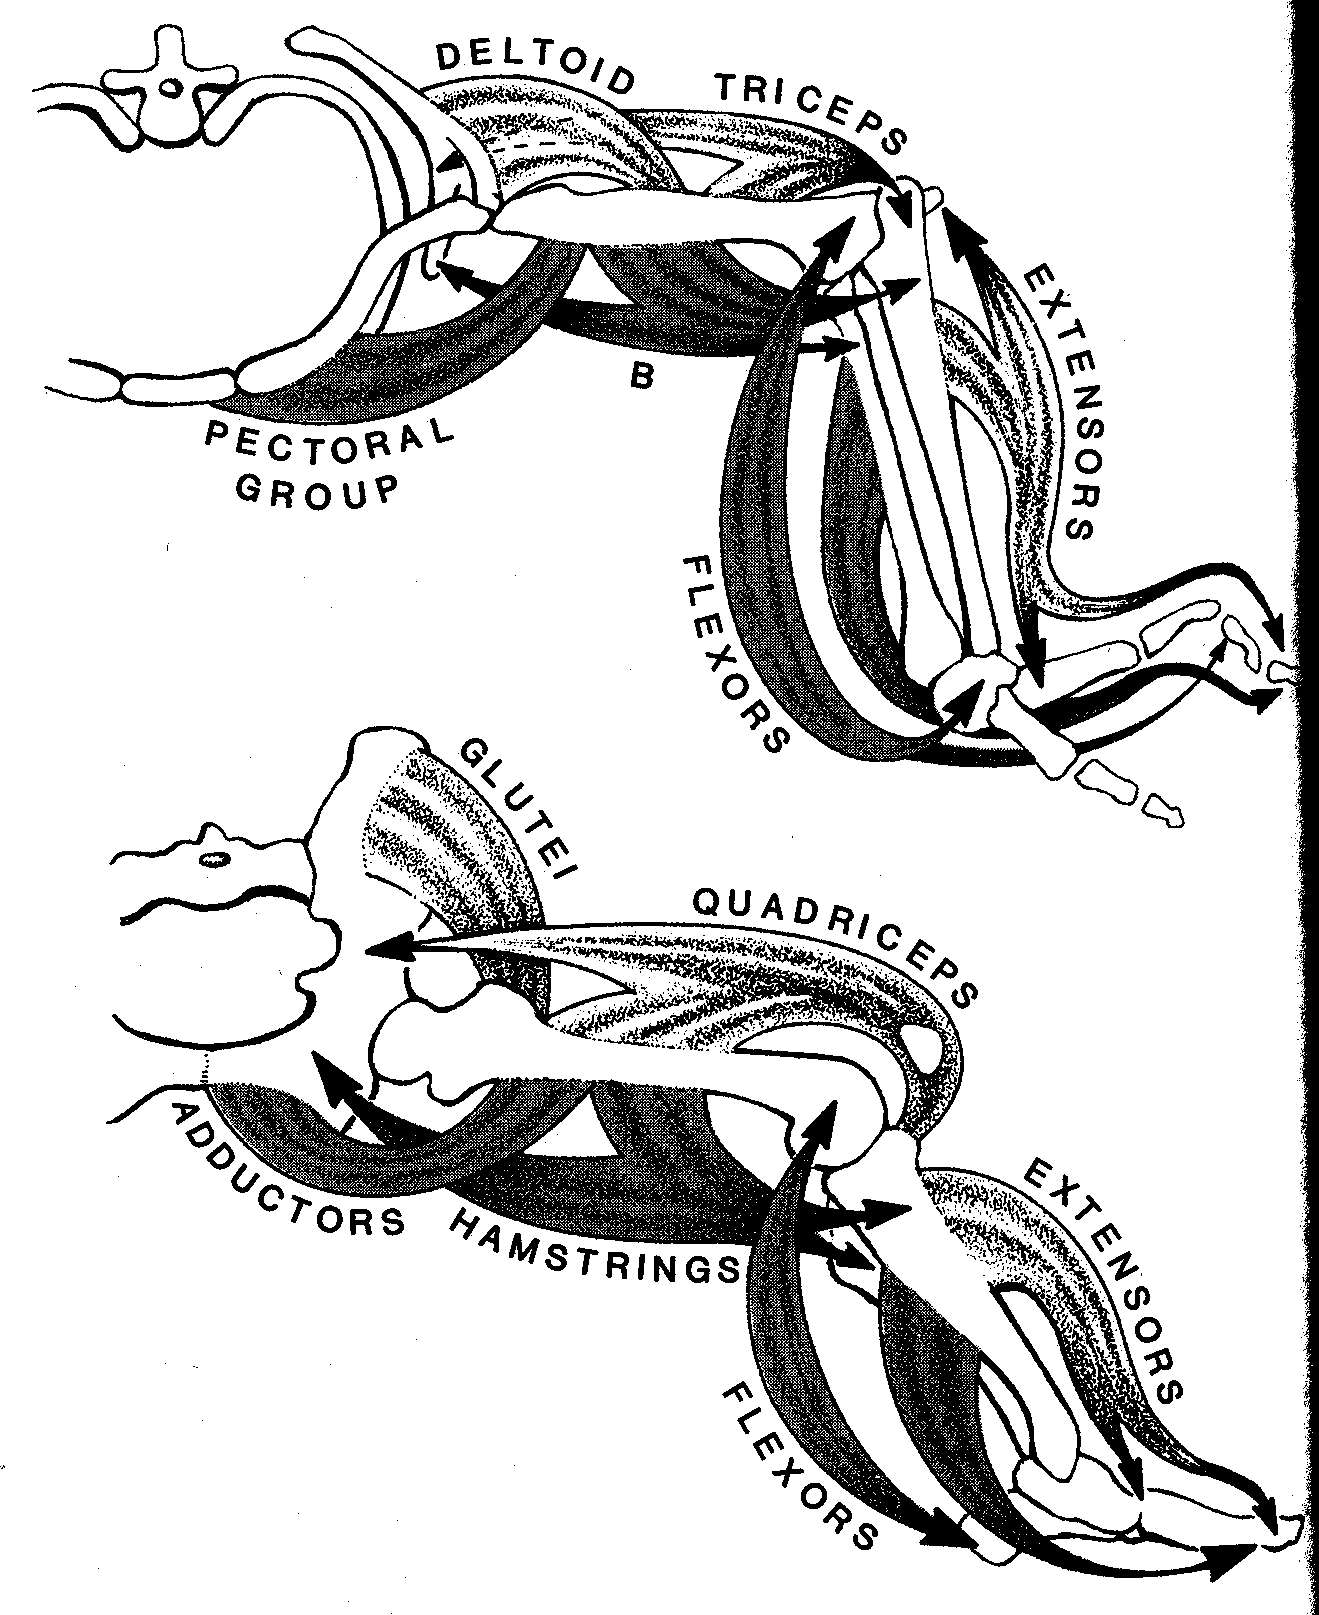 DELTOID
TRICEPS
EXTENSORS
B
PECTORAL
GROUP
FLEXORS
GLUTEI
QUADRICEPS
ADDUCTORS
HAMSTRINGS
EXTENSORS
FLEXORS